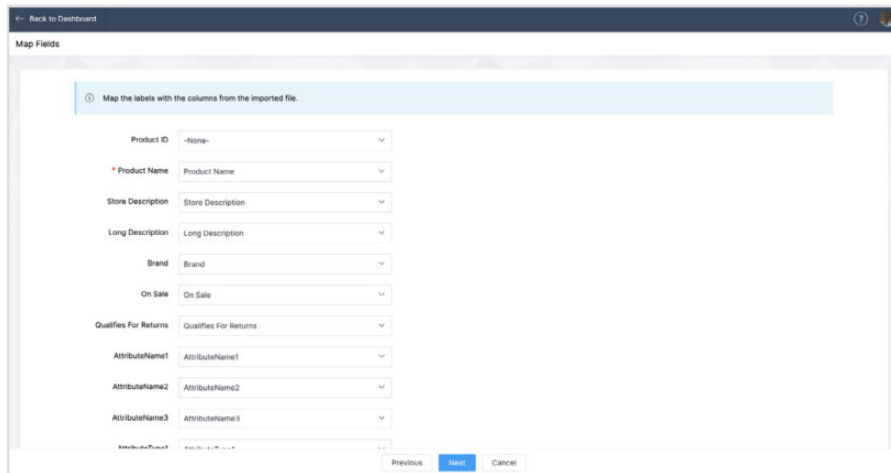 ← Back to Dashboard
Map Fields
Map the labels with the columns from the imported file.
Product ID -None-
* Product Name Product Name
Store Description Store Description
Long Description Long Description
Brand Brand
On Sale On Sale
Qualifies For Returns Qualifies For Returns
AttributeName1 AttributeName1
AttributeName2 AttributeName2
AttributeName3 AttributeName3
Previous Next Cancel